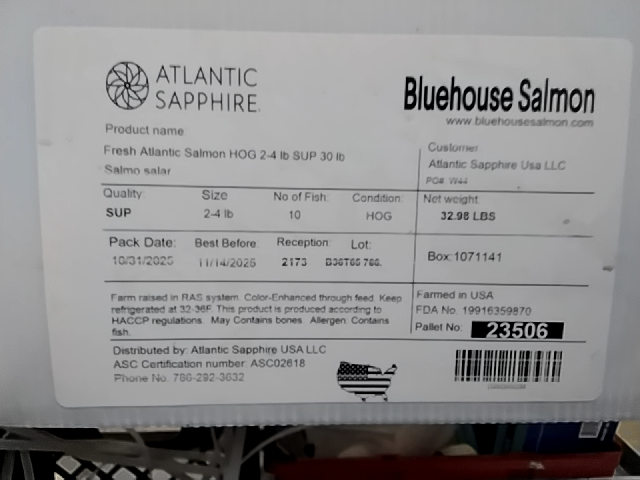 ATLANTIC
SAPPHIRE.
Bluehouse Salmon
www.bluehousesalmon.com
Product name
Fresh Atlantic Salmon HOG 2-4 lb SUP 30 lb
Salmo salar
Customer
Atlantic Sapphire Usa LLC
PO#: W44
Quality: Size No of Fish: Condition:
SUP 2-4 lb 10 HOG
Net weight
32.98 LBS
Pack Date: Best Before: Reception: Lot:
10/31/2025 11/14/2025 2173
Box:1071141
Farm raised in RAS system. Color-Enhanced through feed. Keep
refrigerated at 32-36F. This product is produced according to
HACCP regulations. May Contains bones. Allergen: Contains
fish.
Farmed in USA
FDA No. 19916359870
Pallet No: 23506
Distributed by: Atlantic Sapphire USA LLC
ASC Certification number: ASC02618
Phone No. 786-292-3632